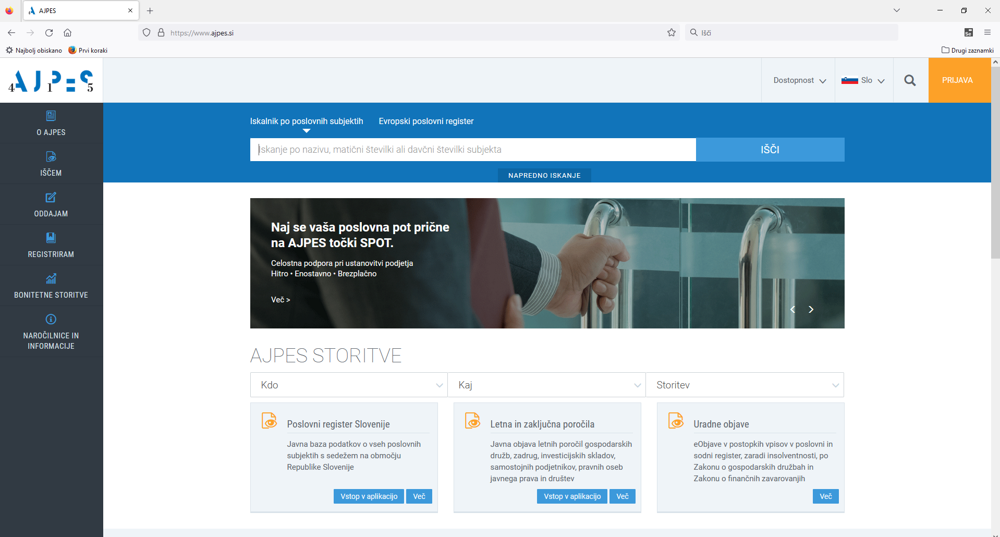 AJPES
https://www.ajpes.si
Išči
Najbolj obiskano
Prvi koraki
Drugi zaznamki
AJPES
4 1 5
Dostopnost
Slo
PRIJAVA
O AJPES
IŠČEM
ODDAJAM
REGISTRIRAM
BONITETNE STORITVE
NAROČILNICE IN
INFORMACIJE
Iskalnik po poslovnih subjektih
Evropski poslovni register
Iskanje po nazivu, matični številki ali davčni številki subjekta
IŠČI
NAPREDNO ISKANJE
Naj se vaša poslovna pot prične
na AJPES točki SPOT.
Celostna podpora pri ustanovitvi podjetja
Hitro • Enostavno • Brezplačno
Več >
AJPES STORITVE
Kdo
Kaj
Storitev
Poslovni register Slovenije
Javna baza podatkov o vseh poslovnih
subjektih s sedežem na območju
Republike Slovenije
Vstop v aplikacijo
Več
Letna in zaključna poročila
Javna objava letnih poročil gospodarskih
družb, zadrug, investicijskih skladov,
samostojnih podjetnikov, pravnih oseb
javnega prava in društev
Vstop v aplikacijo
Več
Uradne objave
eObjave v postopkih vpisov v poslovni in
sodni register, zaradi insolventnosti, po
Zakonu o gospodarskih družbah in
Zakonu o finančnih zavarovanjih
Več